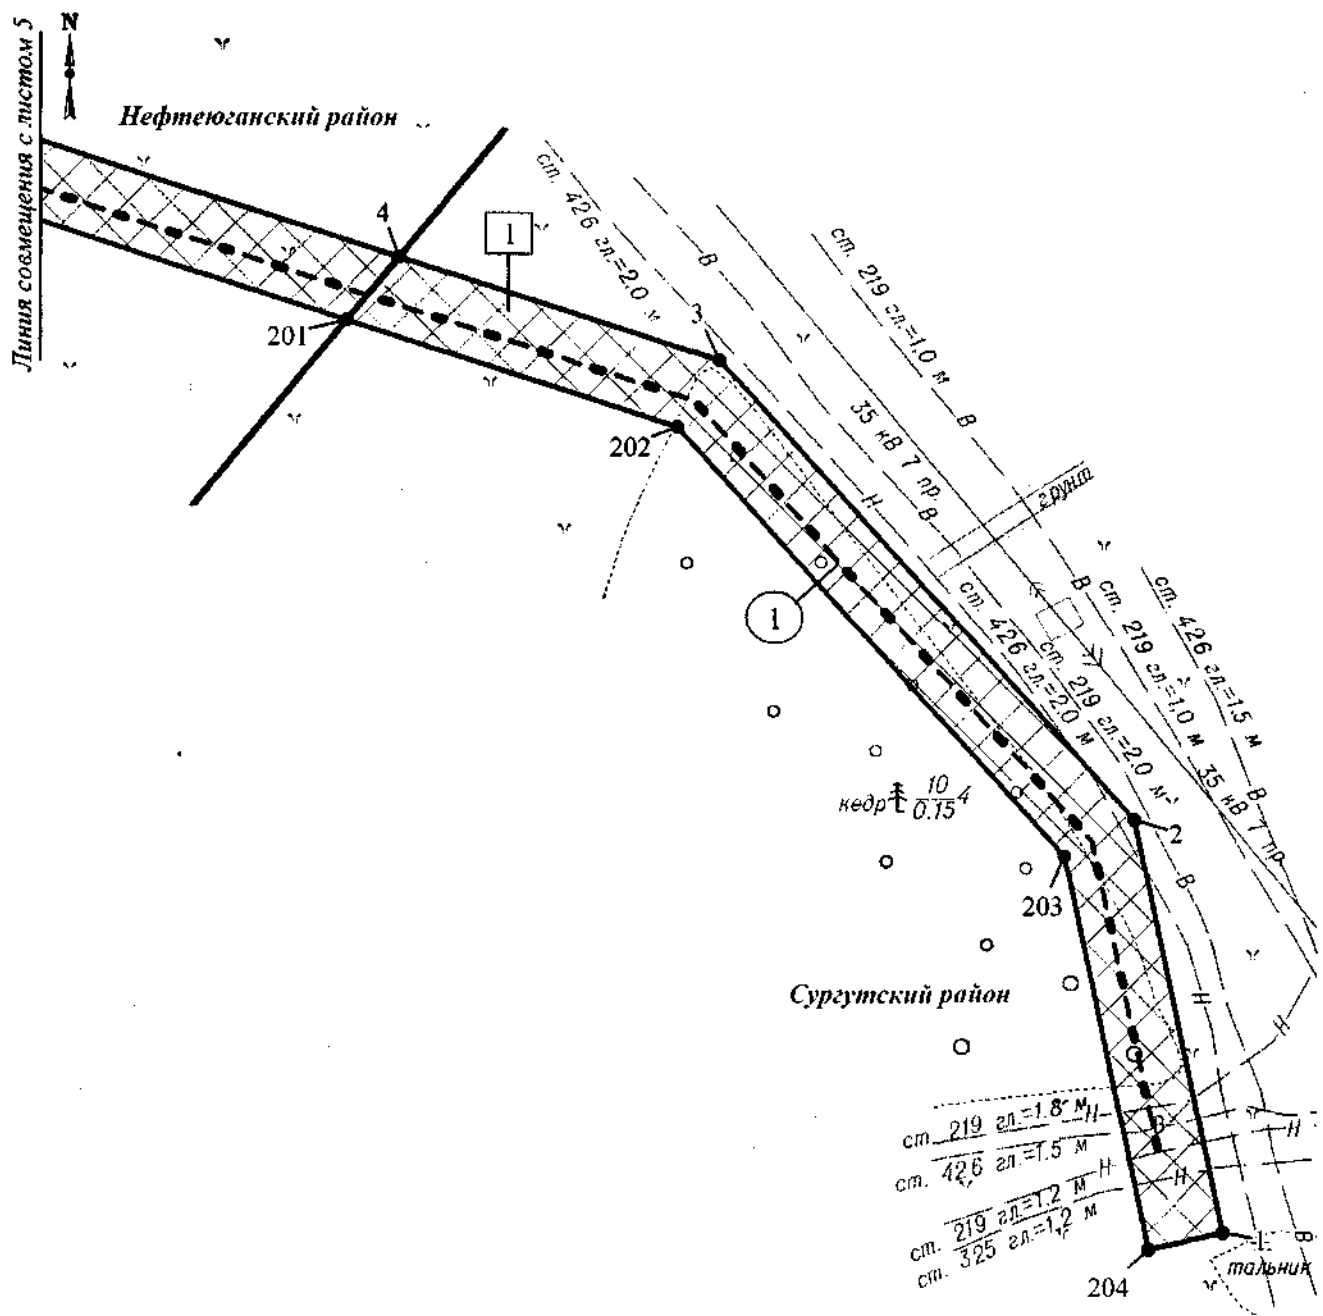 Линия совмещения с листом 5
N
Нефтеюганский район
4
1
201
202
3
ст. 426 гл.=2.0 м
В
ст. 219 гл.=1.0 м
В
35 кВ 7 пр.
В
Н
грунт
В
1
ст. 426 гл.=2.0 м
ст. 219 гл.=2.0 м
ст. 219 гл.=1.0 м
ст. 426 гл.=1.5 м
В
35 кВ 7 пр.
кедр 10 4
0.15
2
В
203
Сургутский район
Н
Н
ст. 219 гл.=1.8 м
Н
ст. 426 гл.=1.5 м
Н
Н
Н
ст. 219 гл.=1.2 м
ст. 325 гл.=1.2 м
1
В
204
тальник